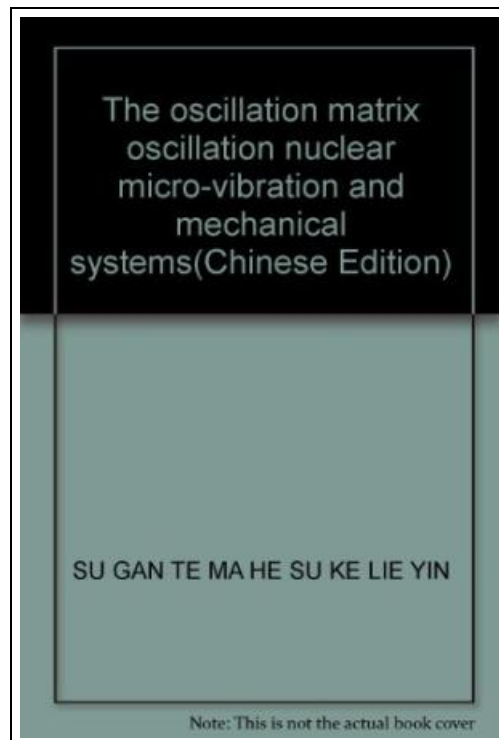 The oscillation matrix
oscillation nuclear
micro-vibration and
mechanical
systems(Chinese Edition)
SU GAN TE MA HE SU KE LIE YIN
Note: This is not the actual book cover